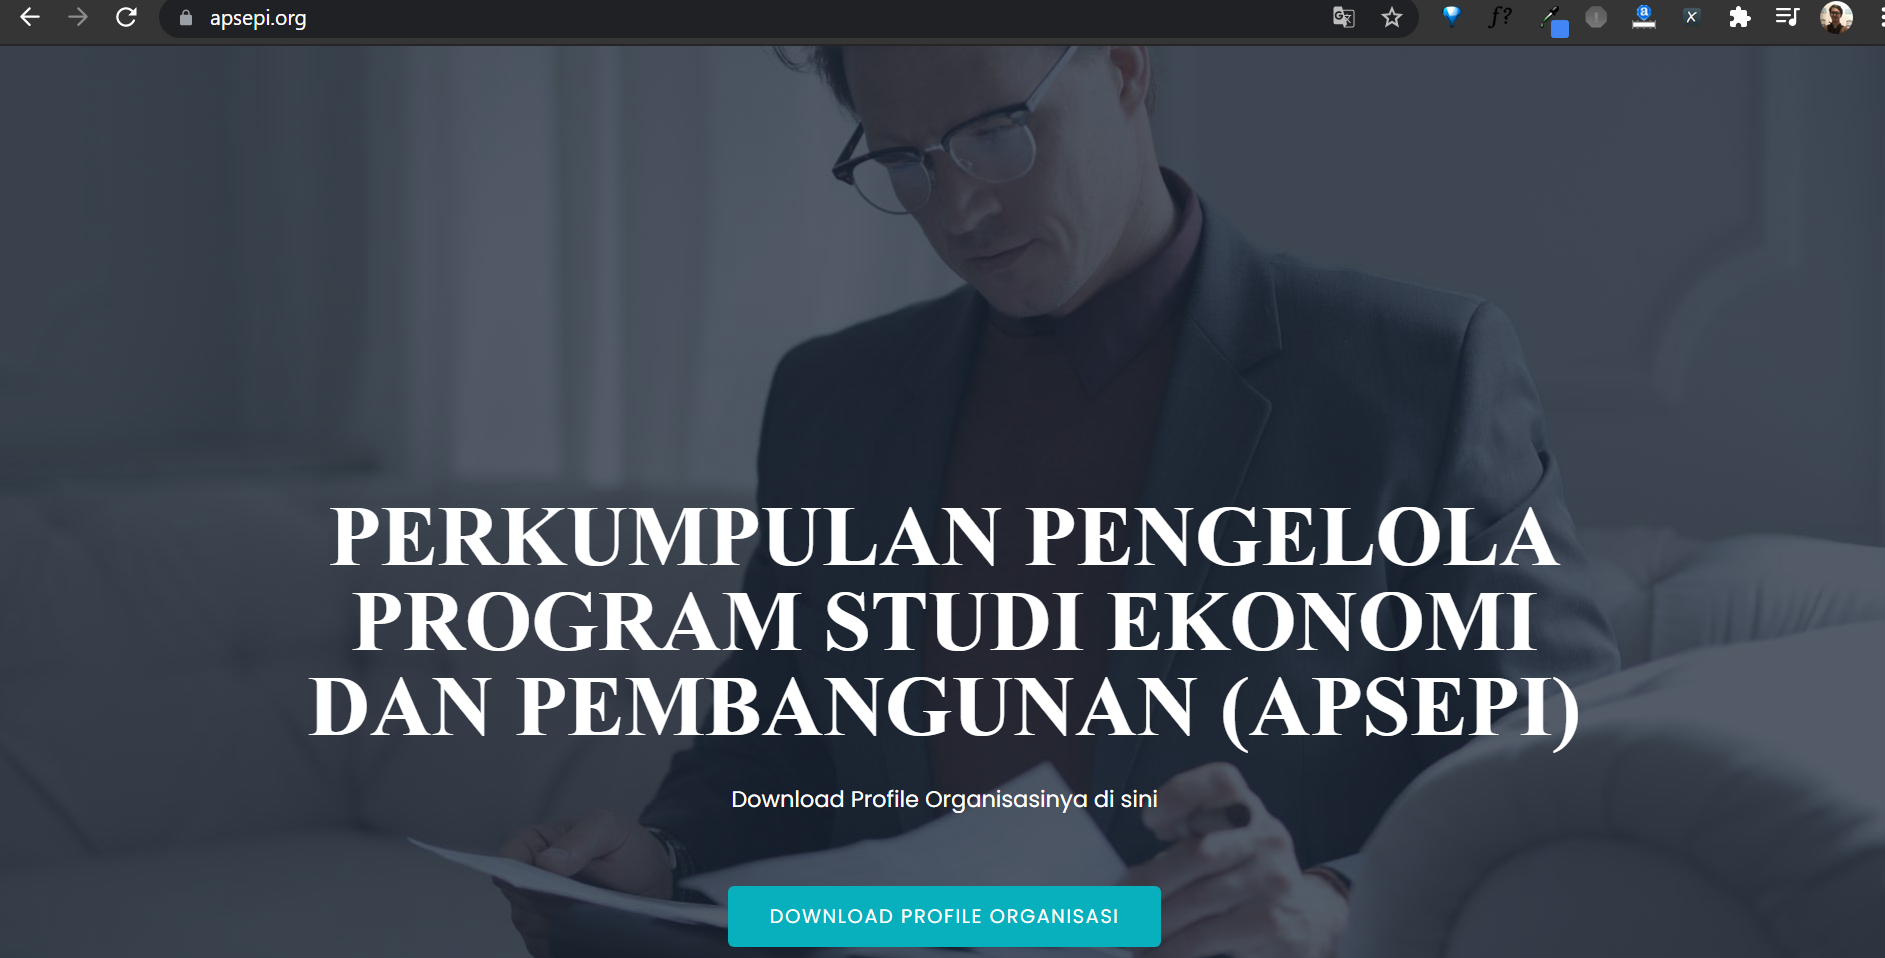 apsepi.org
PERKUMPULAN PENGELOLA
PROGRAM STUDI EKONOMI
DAN PEMBANGUNAN (APSEPI)
Download Profile Organisasinya di sini
DOWNLOAD PROFILE ORGANISASI